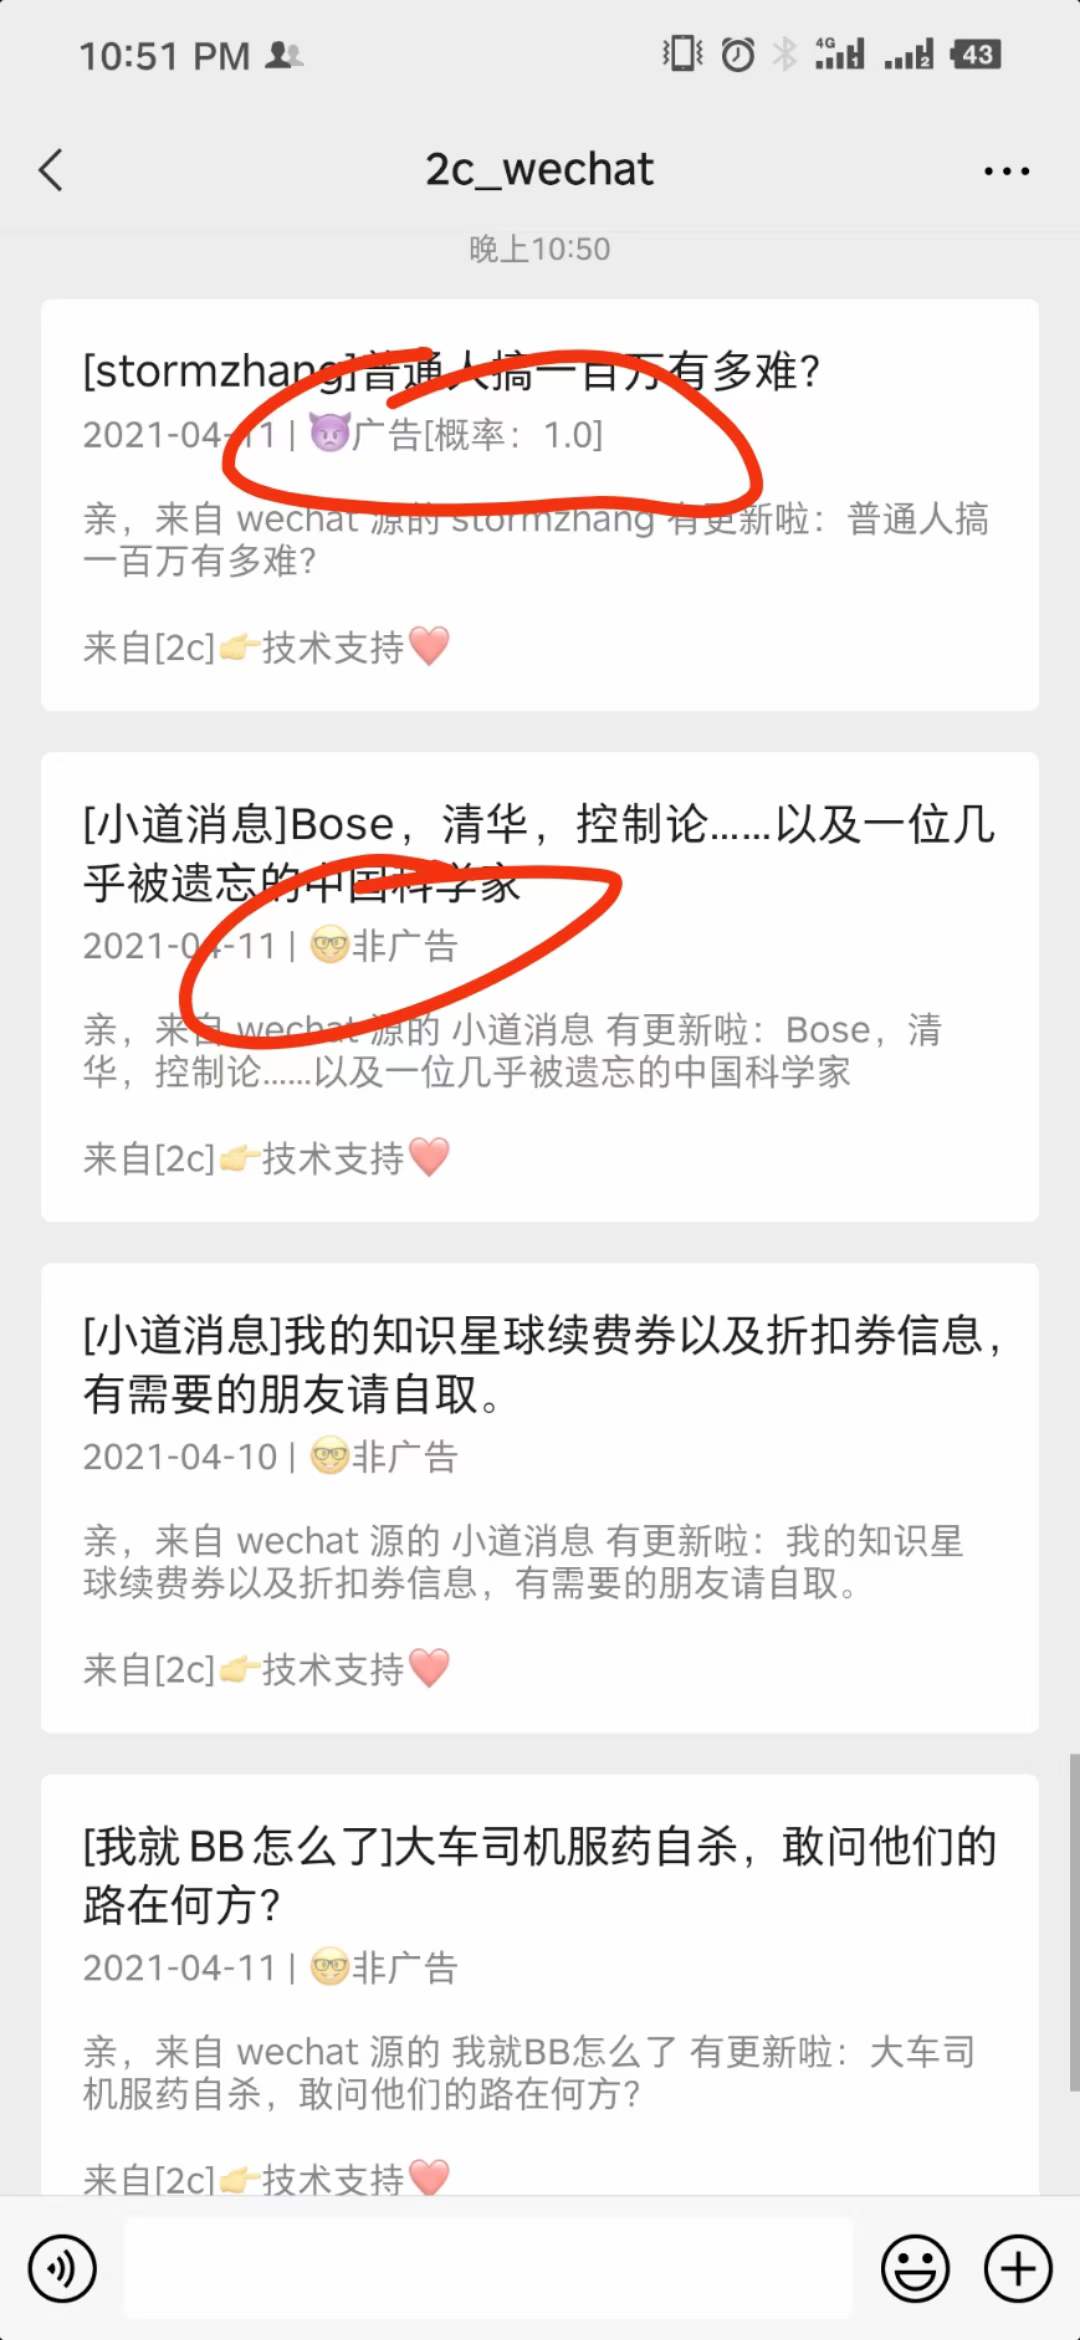 10:51 PM
4G 1 2 43
2c_wechat
晚上10:50
[stormzhang]普通人搞一百万有多难?
2021-04-11 | 😈广告[概率：1.0]
亲，来自 wechat 源的 stormzhang 有更新啦：普通人搞
一百万有多难?
来自[2c]👉技术支持❤️
[小道消息]Bose，清华，控制论……以及一位几
乎被遗忘的中国科学家
2021-04-11 | 🤓非广告
亲，来自 wechat 源的 小道消息 有更新啦：Bose，清
华，控制论……以及一位几乎被遗忘的中国科学家
来自[2c]👉技术支持❤️
[小道消息]我的知识星球续费券以及折扣券信息，
有需要的朋友请自取。
2021-04-10 | 🤓非广告
亲，来自 wechat 源的 小道消息 有更新啦：我的知识星
球续费券以及折扣券信息，有需要的朋友请自取。
来自[2c]👉技术支持❤️
[我就BB怎么了]大车司机服药自杀，敢问他们的
路在何方?
2021-04-11 | 🤓非广告
亲，来自 wechat 源的 我就BB怎么了 有更新啦：大车司
机服药自杀，敢问他们的路在何方?
来自[2c]👉技术支持❤️